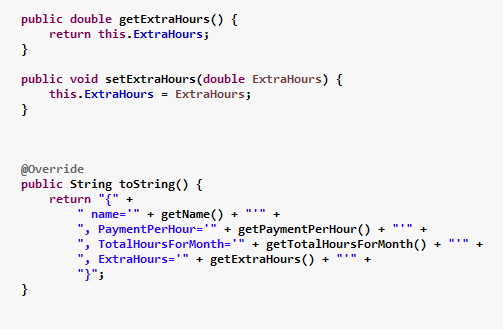 public double getExtraHours() {
    return this.ExtraHours;
}
public void setExtraHours(double ExtraHours) {
    this.ExtraHours = ExtraHours;
}
@Override
public String toString() {
    return "{" +
        " name='" + getName() + "'" +
        ", PaymentPerHour='" + getPaymentPerHour() + "'" +
        ", TotalHoursForMonth='" + getTotalHoursForMonth() + "'" +
        ", ExtraHours='" + getExtraHours() + "'" +
        "}";
}